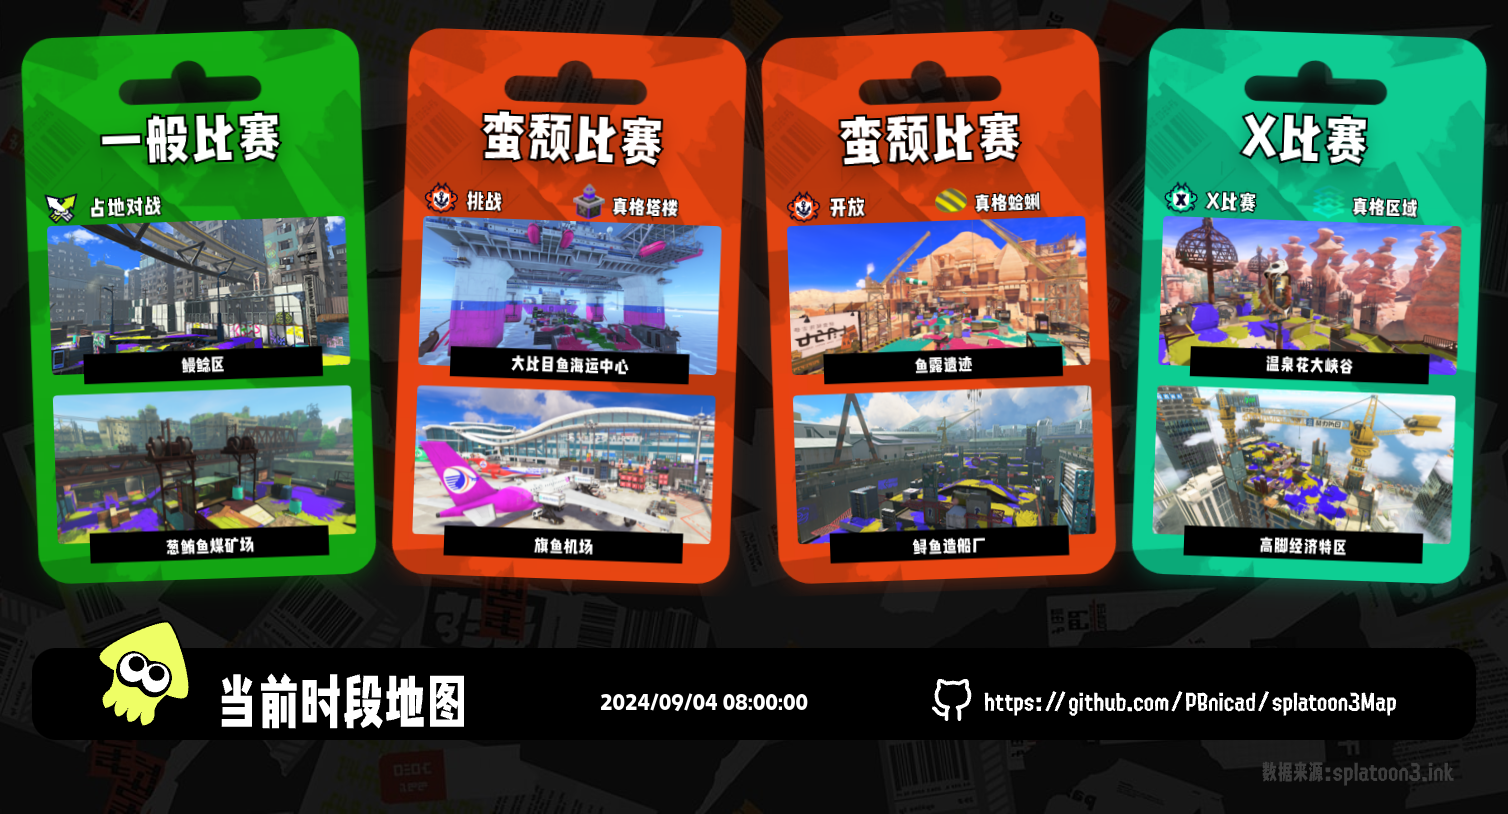 一般比赛
占地对战
鳗鲶区
葱鲔鱼煤矿场
蛮颓比赛
挑战
真格塔楼
大比目鱼海运中心
旗鱼机场
蛮颓比赛
开放
真格蛤蜊
鱼露遗迹
鲟鱼造船厂
X比赛
X比赛
真格区域
温泉花大峡谷
高脚经济特区
当前时段地图
2024/09/04 08:00:00
https://github.com/PBnicad/splatoon3Map
数据来源:splatoon3.ink